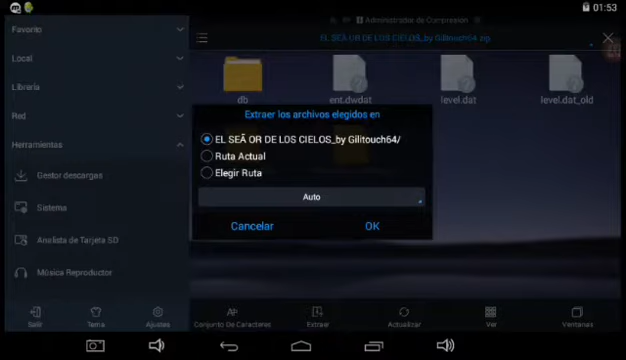 01:53
Favorito
Administrador de Compresión
EL SEÃ OR DE LOS CIELOS_by Gilitouch64.zip
Local
Librería
Red
Herramientas
Gestor descargas
Sistema
Analista de Tarjeta SD
Música Reproductor
db
ent.dwdat
level.dat
level.dat_old
Extraer los archivos elegidos en
EL SEÃ OR DE LOS CIELOS_by Gilitouch64/
Ruta Actual
Elegir Ruta
Auto
Cancelar
OK
Salir
Tema
Ajustes
Conjunto De Caracteres
Extraer
Actualizar
Ver
Ventanas